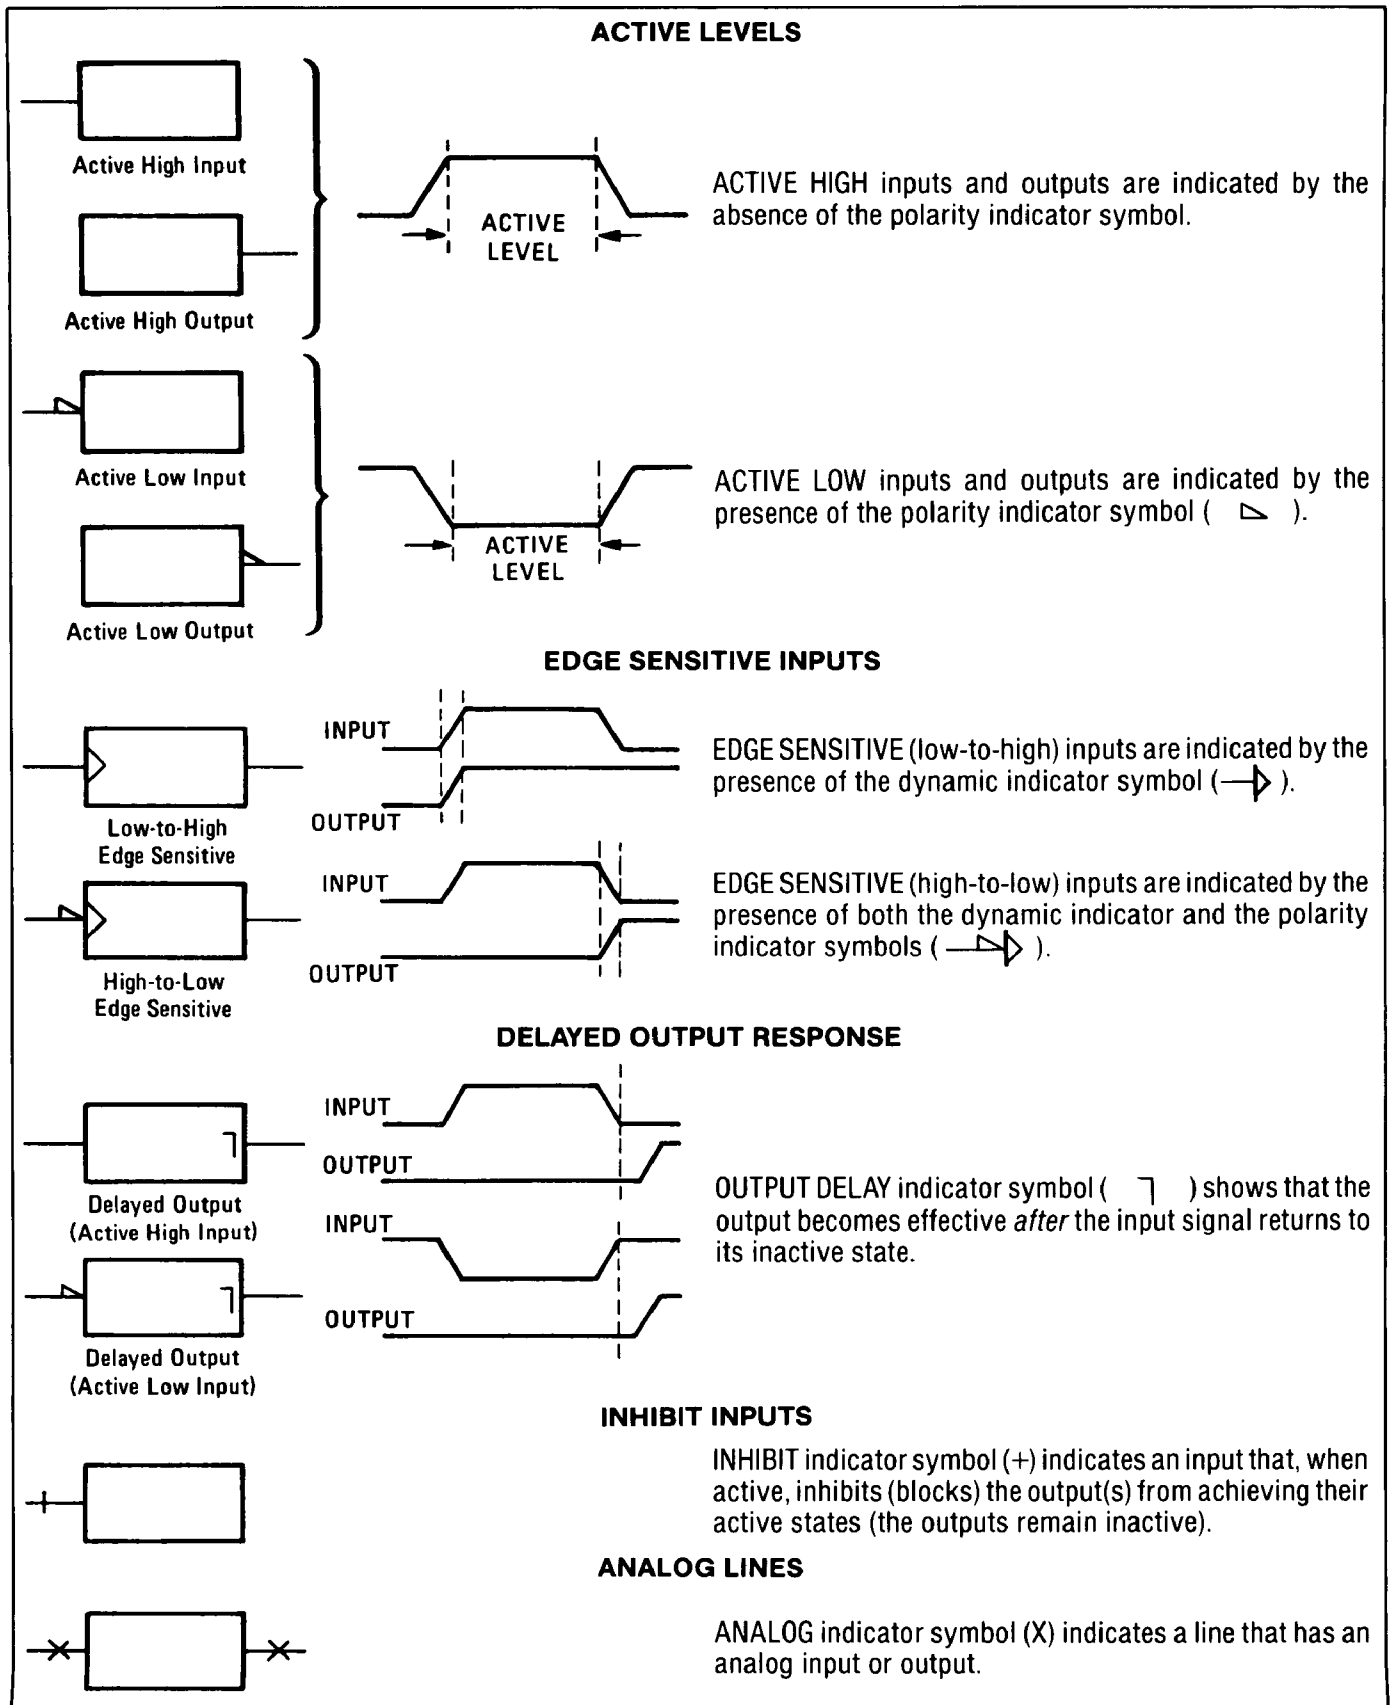 ACTIVE LEVELS
Active High Input
Active High Output
ACTIVE
LEVEL
ACTIVE HIGH inputs and outputs are indicated by the
absence of the polarity indicator symbol.
Active Low Input
Active Low Output
ACTIVE
LEVEL
ACTIVE LOW inputs and outputs are indicated by the
presence of the polarity indicator symbol ( ).
EDGE SENSITIVE INPUTS
Low-to-High
Edge Sensitive
INPUT
OUTPUT
EDGE SENSITIVE (low-to-high) inputs are indicated by the
presence of the dynamic indicator symbol ( ).
High-to-Low
Edge Sensitive
INPUT
OUTPUT
EDGE SENSITIVE (high-to-low) inputs are indicated by the
presence of both the dynamic indicator and the polarity
indicator symbols ( ).
DELAYED OUTPUT RESPONSE
Delayed Output
(Active High Input)
INPUT
OUTPUT
Delayed Output
(Active Low Input)
INPUT
OUTPUT
OUTPUT DELAY indicator symbol ( ┐ ) shows that the
output becomes effective after the input signal returns to
its inactive state.
INHIBIT INPUTS
INHIBIT indicator symbol (+) indicates an input that, when
active, inhibits (blocks) the output(s) from achieving their
active states (the outputs remain inactive).
ANALOG LINES
ANALOG indicator symbol (X) indicates a line that has an
analog input or output.